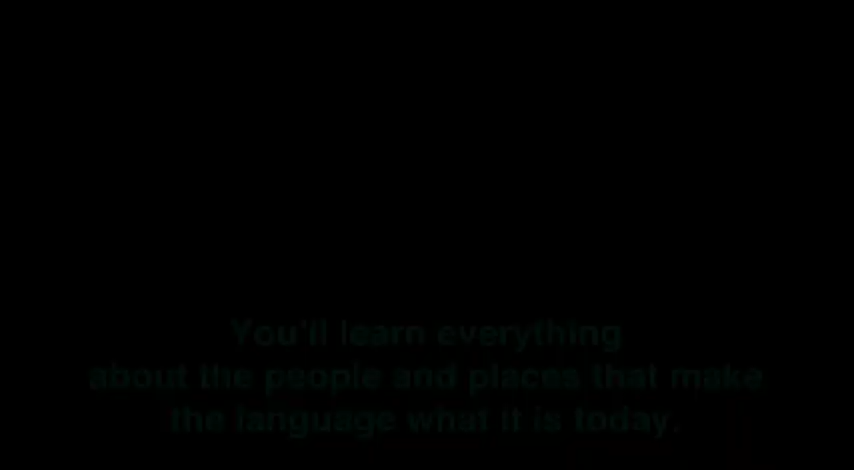 You'll learn everything
about the people and places that make
the language what it is today.